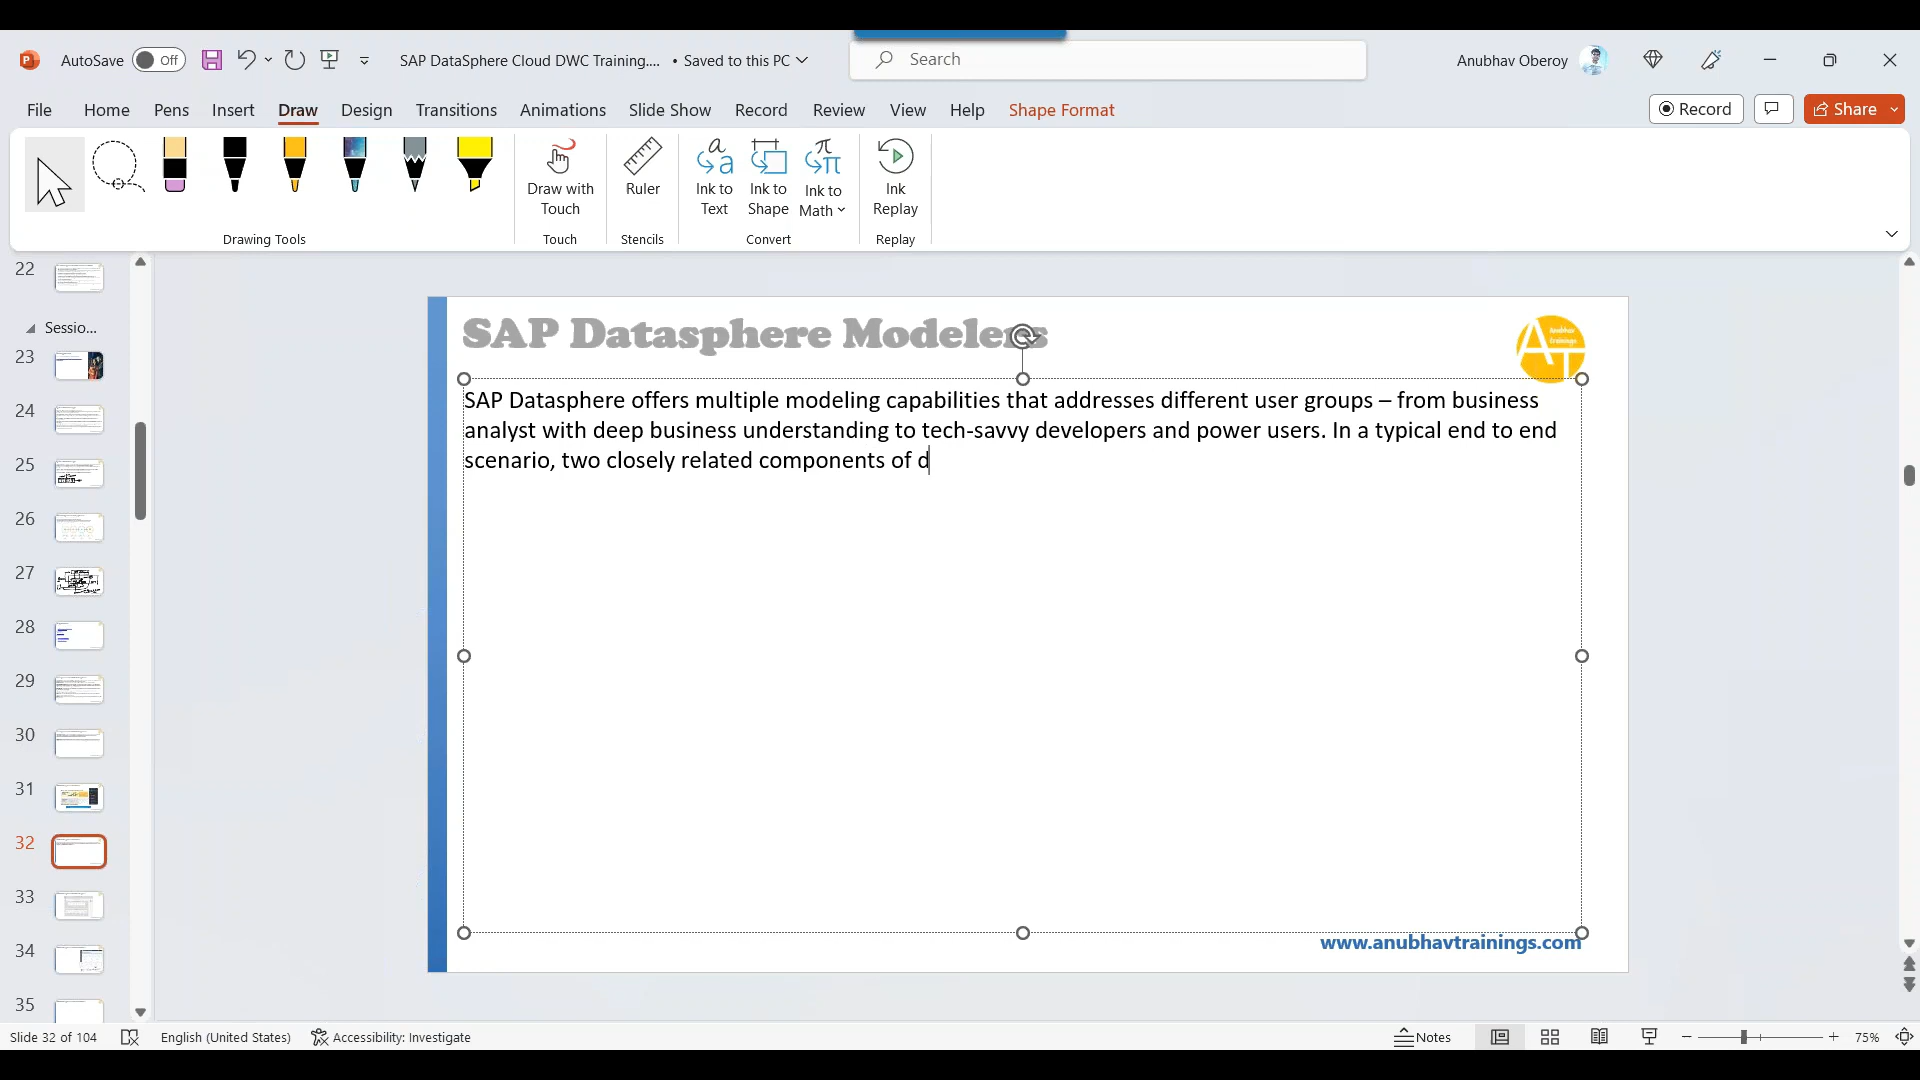 AutoSave Off SAP DataSphere Cloud DWC Training.... • Saved to this PC Search Anubhav Oberoy
File Home Pens Insert Draw Design Transitions Animations Slide Show Record Review View Help Shape Format Record Share
Draw with Touch
Ruler
Ink to Text
Ink to Shape
Ink to Math
Ink Replay
Drawing Tools Touch Stencils Convert Replay
22
Sessio...
23
24
25
26
27
28
29
30
31
32
33
34
35
SAP Datasphere Modelers
Anubhav
trainings
AT
SAP Datasphere offers multiple modeling capabilities that addresses different user groups – from business
analyst with deep business understanding to tech-savvy developers and power users. In a typical end to end
scenario, two closely related components of d
www.anubhavtrainings.com
Slide 32 of 104 English (United States) Accessibility: Investigate Notes 75%